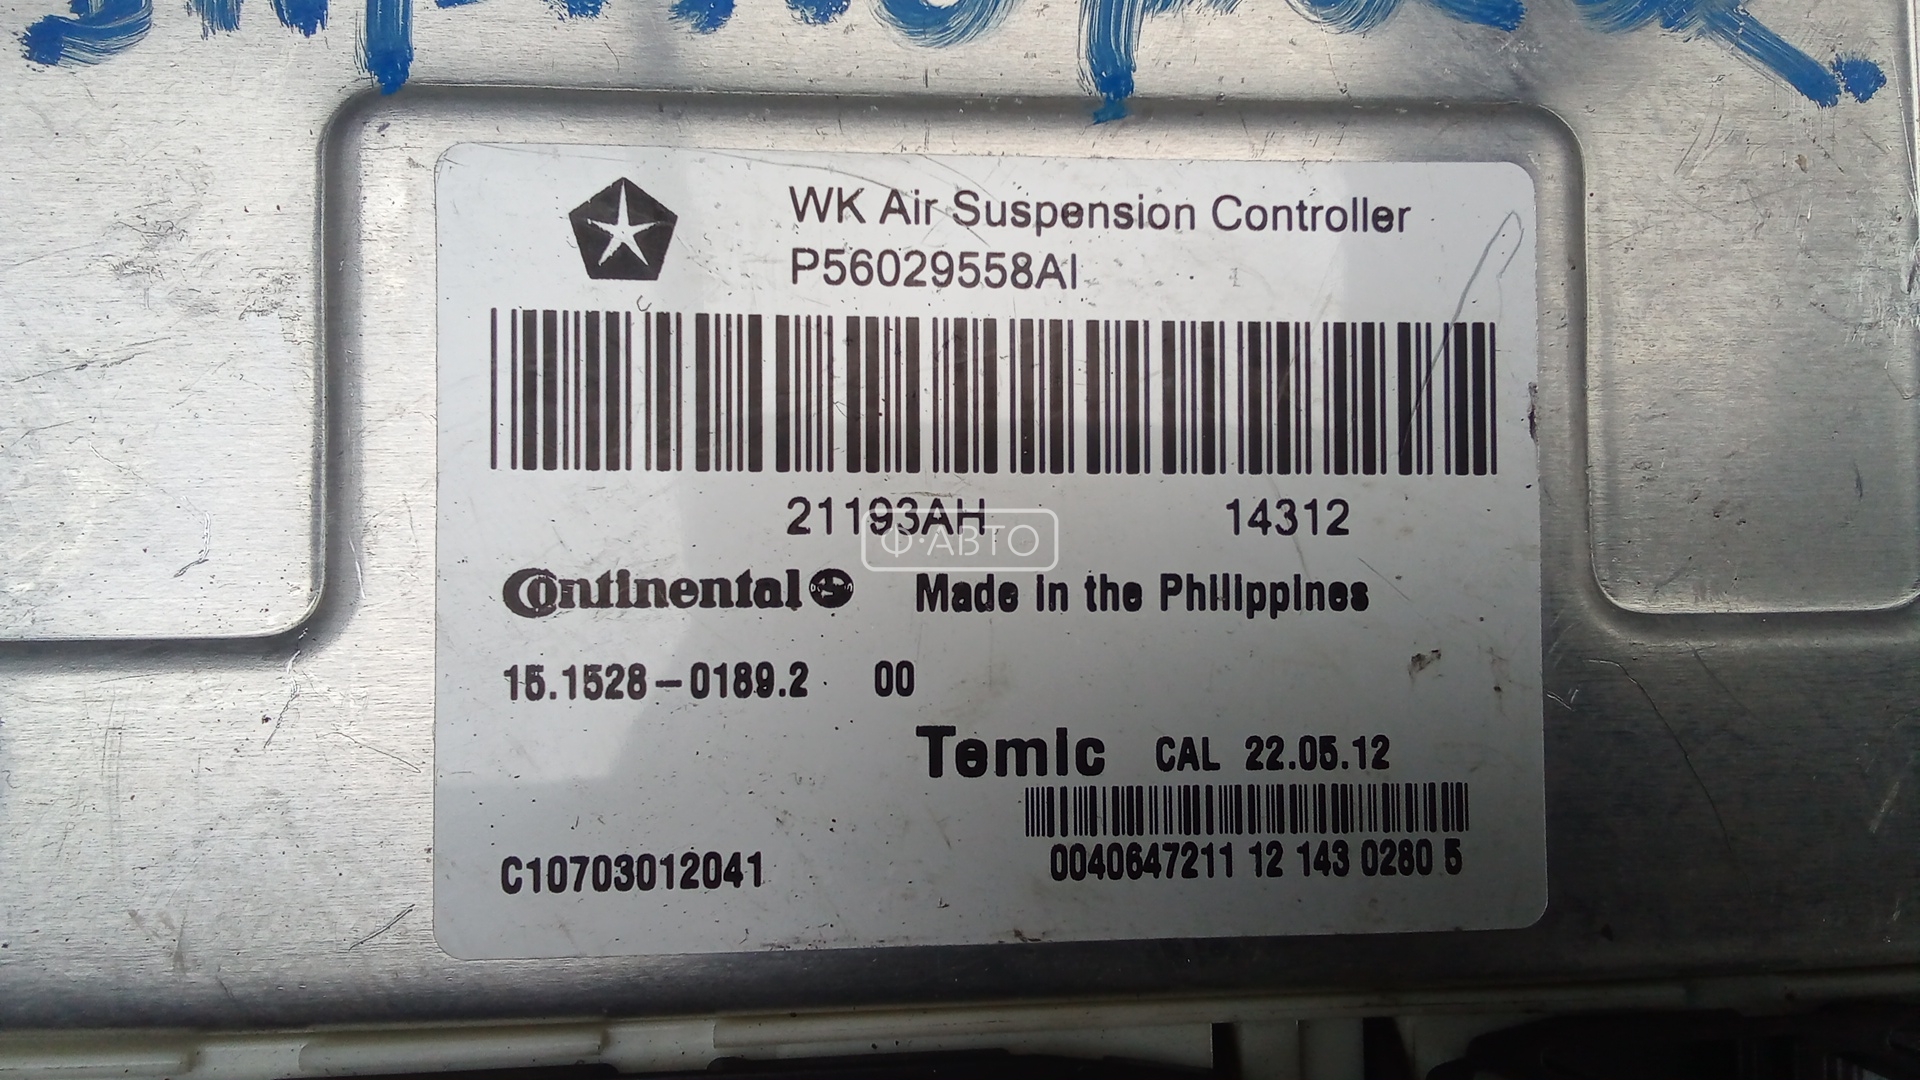 WK Air Suspension Controller
P56029558AI
21193AH 14312
Ф·АВТО
Continental Made in the Philippines
15.1528-0189.2 00
Temic CAL 22.05.12
C10703012041 0040647211 12 143 0280 5